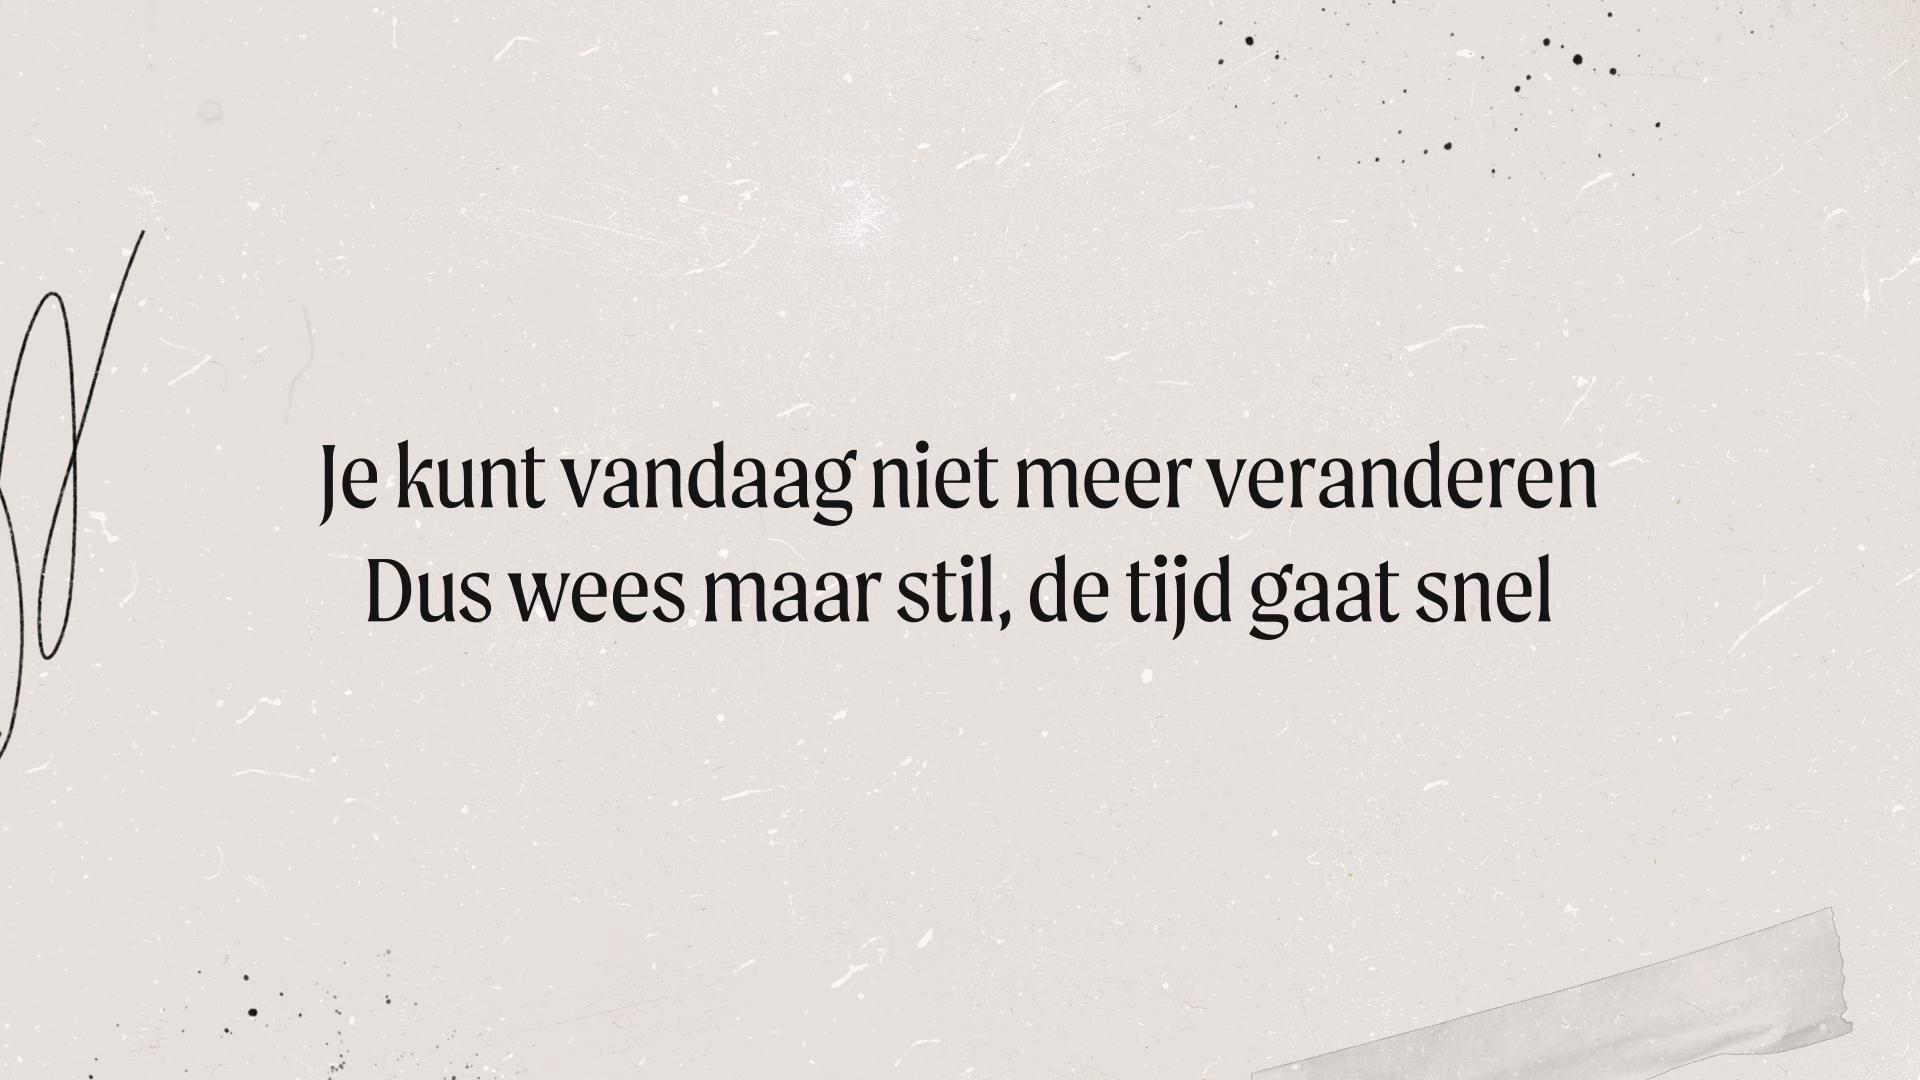 Je kunt vandaag niet meer veranderen
Dus wees maar stil, de tijd gaat snel